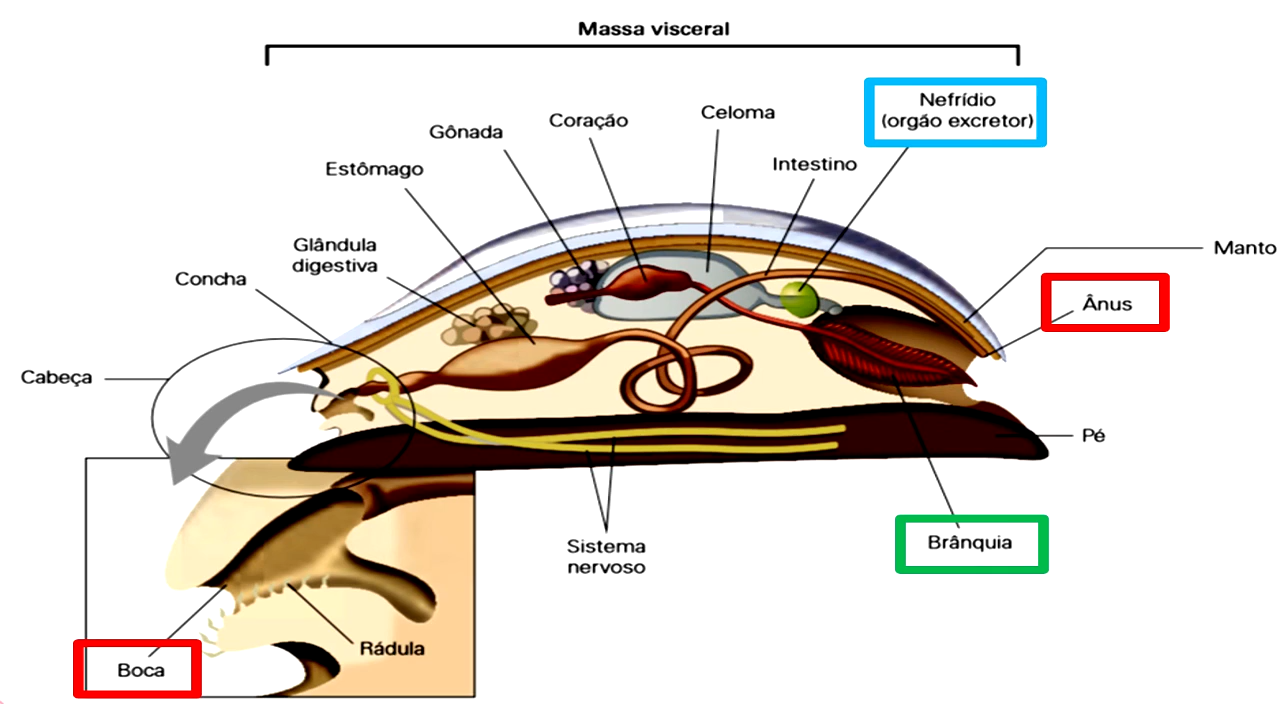 Massa visceral
Nefrídio
(orgão excretor)
Celoma
Coração
Gônada
Intestino
Estômago
Glândula
digestiva
Manto
Concha
Ânus
Cabeça
Pé
Brânquia
Sistema
nervoso
Rádula
Boca